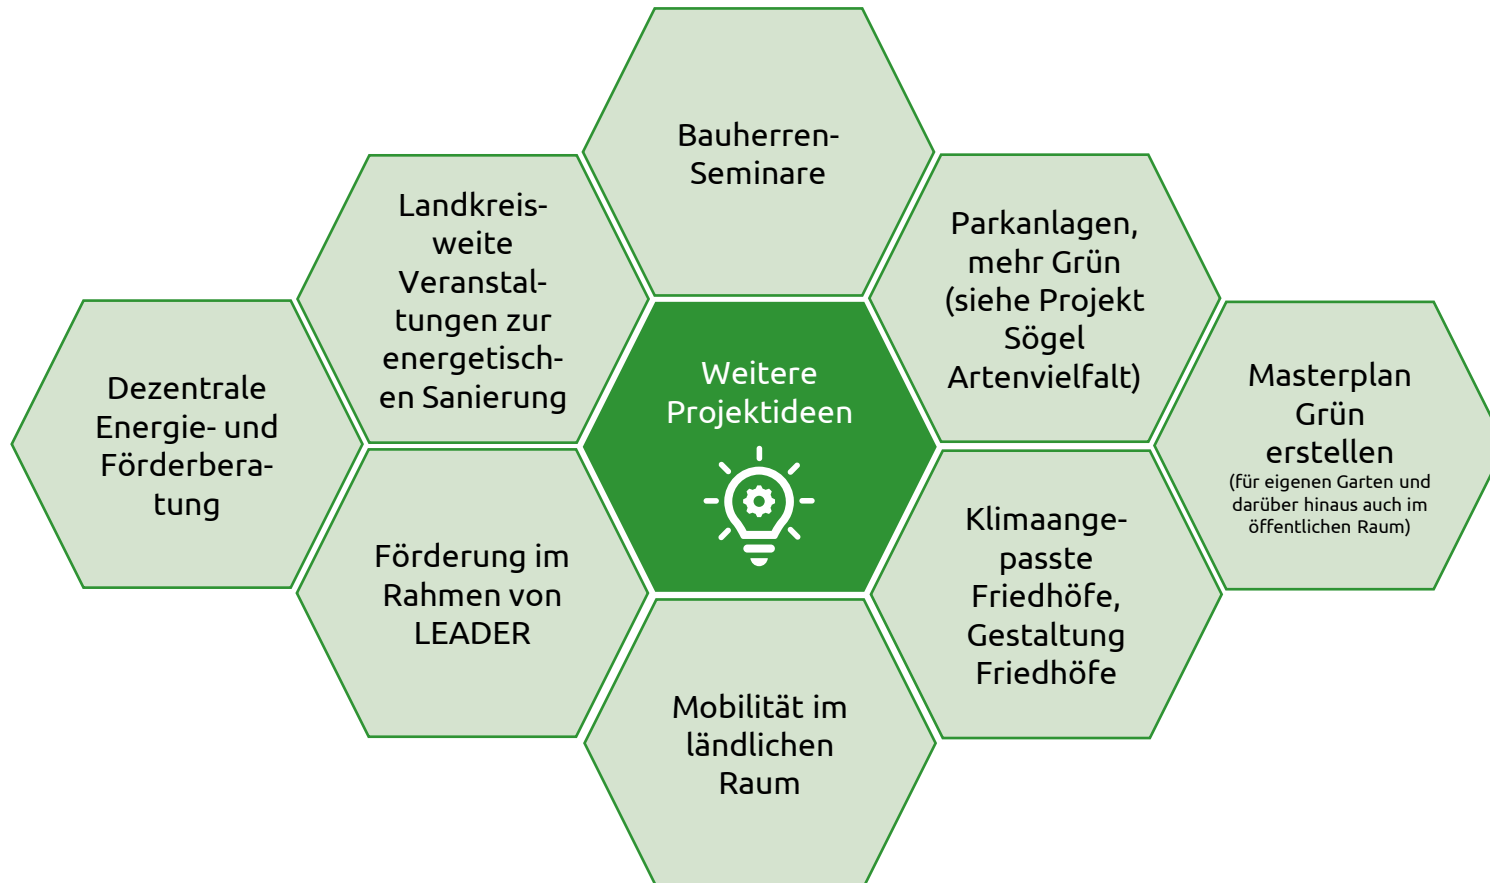 Bauherren-
Seminare
Landkreis-
weite
Veranstal-
tungen zur
energetisch-
en Sanierung
Parkanlagen,
mehr Grün
(siehe Projekt
Sögel
Artenvielfalt)
Dezentrale
Energie- und
Förderbera-
tung
Weitere
Projektideen
Masterplan
Grün
erstellen
(für eigenen Garten und
darüber hinaus auch im
öffentlichen Raum)
Förderung im
Rahmen von
LEADER
Klimaange-
passte
Friedhöfe,
Gestaltung
Friedhöfe
Mobilität im
ländlichen
Raum